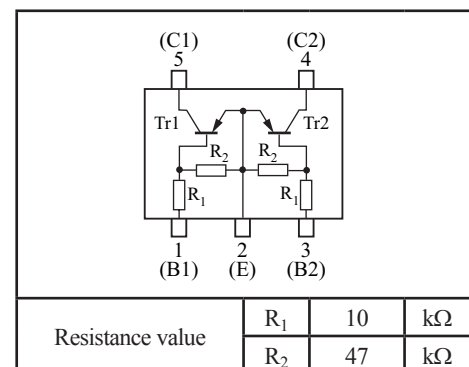 (C1) (C2)
5 4
Tr1 Tr2
R2 R2
R1 R1
1 2 3
(B1) (E) (B2)
Resistance value R1 10 kΩ
R2 47 kΩ